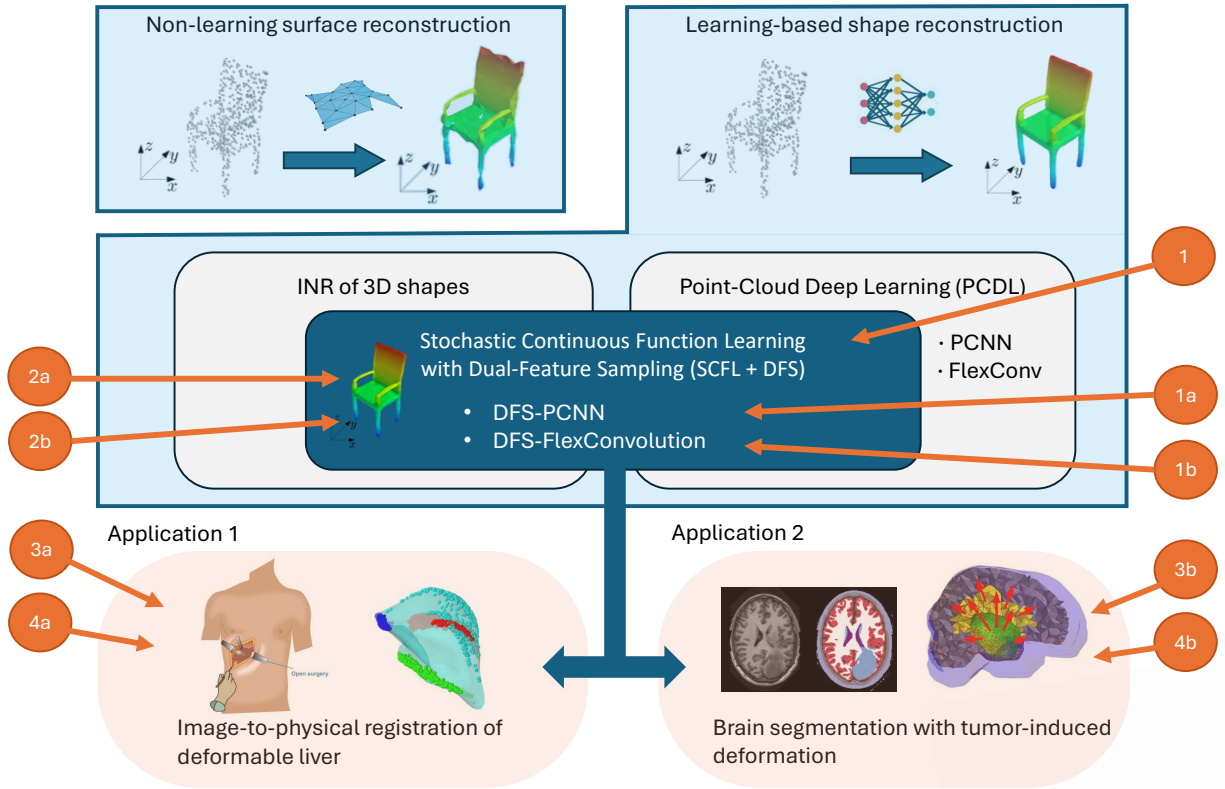 Non-learning surface reconstruction
Learning-based shape reconstruction
z
y
x
z
y
x
z
y
x
z
y
x
1
INR of 3D shapes
Point-Cloud Deep Learning (PCDL)
Stochastic Continuous Function Learning
with Dual-Feature Sampling (SCFL + DFS)
· PCNN
· FlexConv
2a
1a
• DFS-PCNN
2b
y
x
• DFS-FlexConvolution
1b
Application 1
Application 2
3a
3b
4a
4b
Open surgery
Image-to-physical registration of
deformable liver
Brain segmentation with tumor-induced
deformation